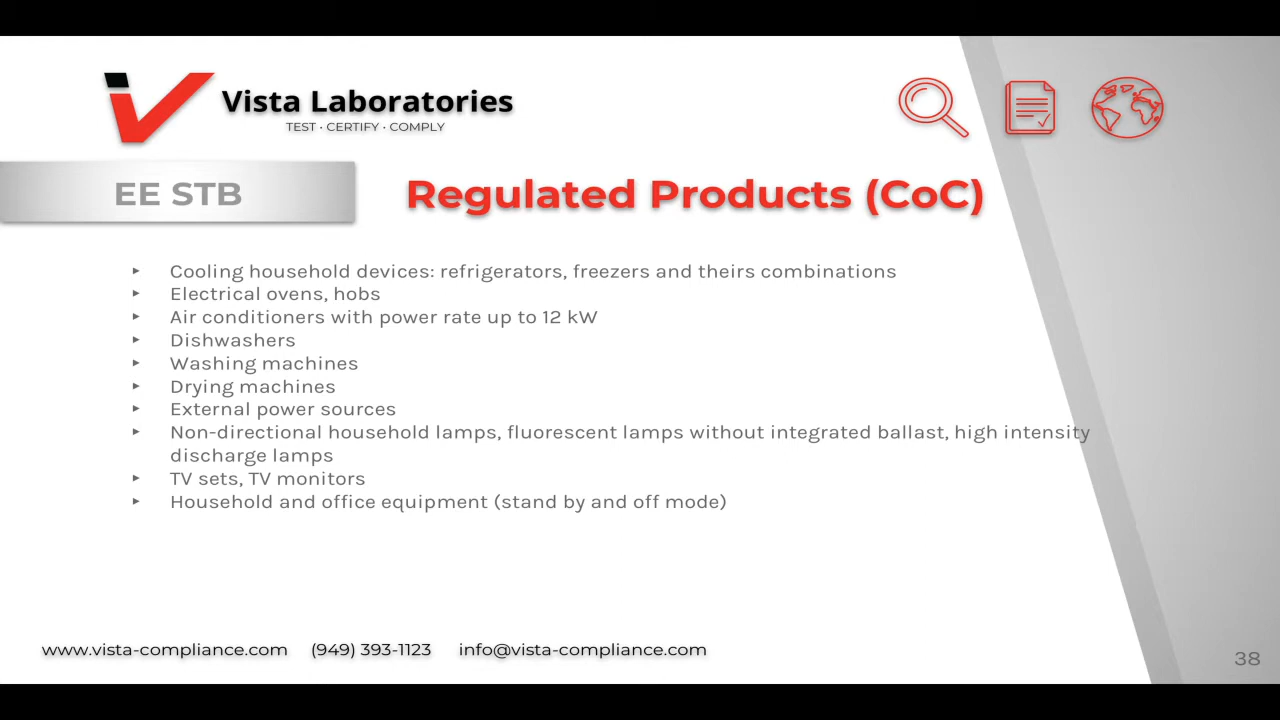 Vista Laboratories
TEST · CERTIFY · COMPLY
EE STB
Regulated Products (CoC)
▸ Cooling household devices: refrigerators, freezers and theirs combinations
▸ Electrical ovens, hobs
▸ Air conditioners with power rate up to 12 kW
▸ Dishwashers
▸ Washing machines
▸ Drying machines
▸ External power sources
▸ Non-directional household lamps, fluorescent lamps without integrated ballast, high intensity
discharge lamps
▸ TV sets, TV monitors
▸ Household and office equipment (stand by and off mode)
www.vista-compliance.com (949) 393-1123 info@vista-compliance.com
38